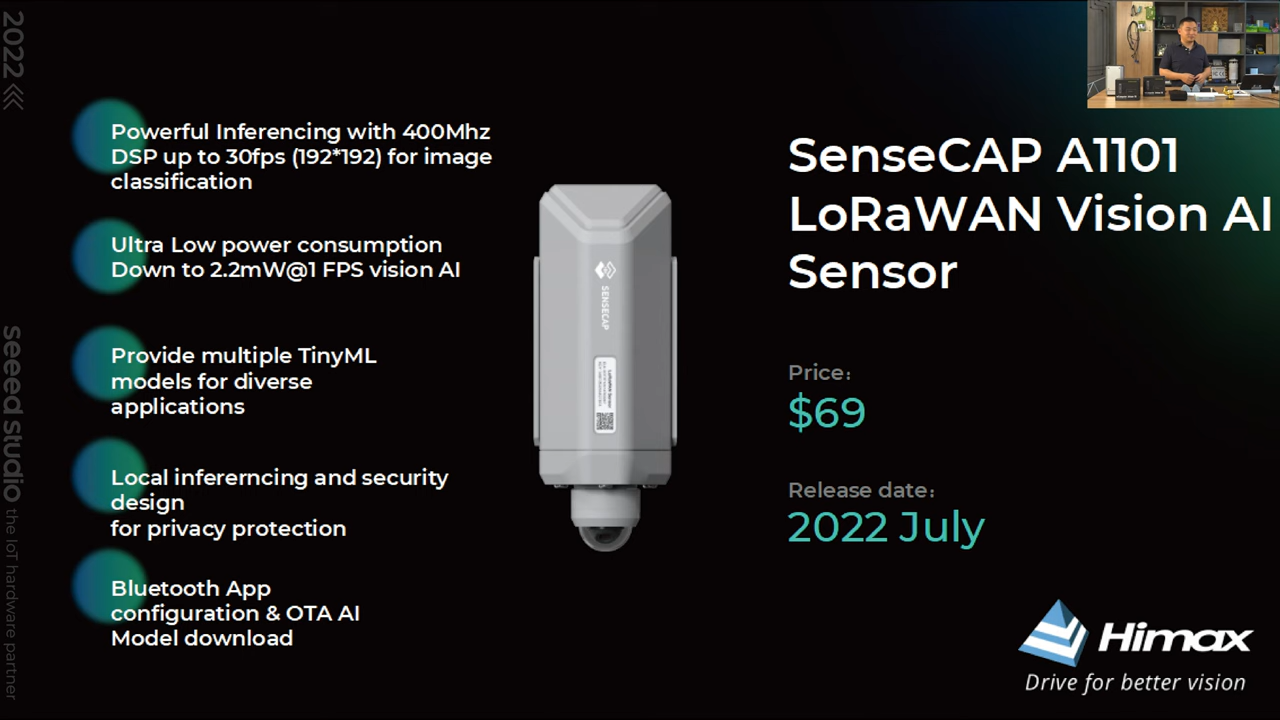 2022
seeed studio the IoT hardware partner
Powerful Inferencing with 400Mhz
DSP up to 30fps (192*192) for image
classification
Ultra Low power consumption
Down to 2.2mW@1 FPS vision AI
Provide multiple TinyML
models for diverse
applications
Local infererncing and security
design
for privacy protection
Bluetooth App
configuration & OTA AI
Model download
SENSECAP
SenseCAP A1101
LoRaWAN Vision AI
Sensor
Price:
$69
Release date:
2022 July
Himax
Drive for better vision